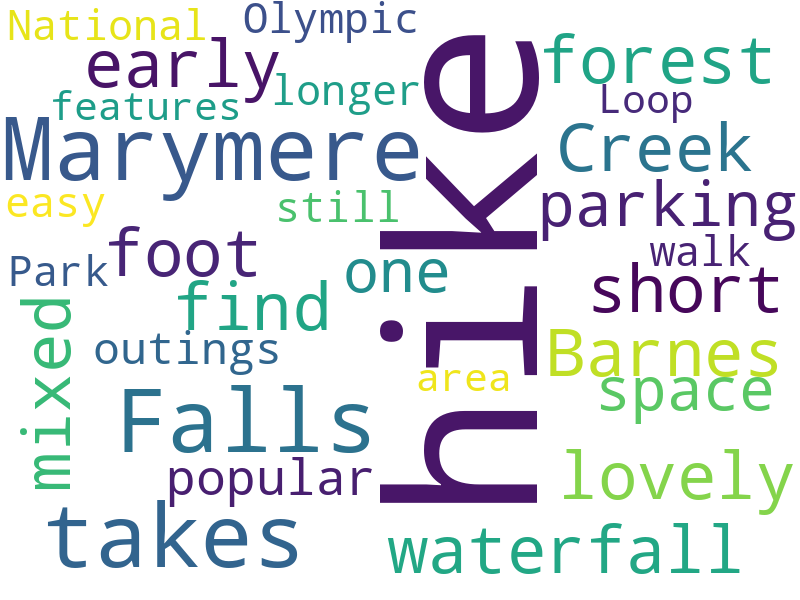 National
Olympic
early
forest
features
longer
Loop
hike
Marymere
Creek
easy
still
parking
foot
one
walk
Park
find
short
mixed
outings
Barnes
area
space
Falls
popular
lovely
takes
waterfall